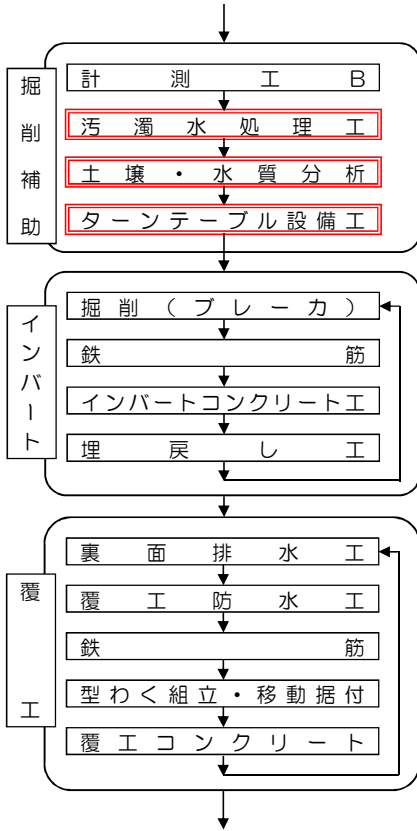 掘削補助
計測工B
汚濁水処理工
土壌・水質分析
ターンテーブル設備工
インバート
掘削(ブレーカ)
鉄筋
インバートコンクリート工
埋戻し工
覆工
裏面排水工
覆工防水工
鉄筋
型わく組立・移動据付
覆工コンクリート